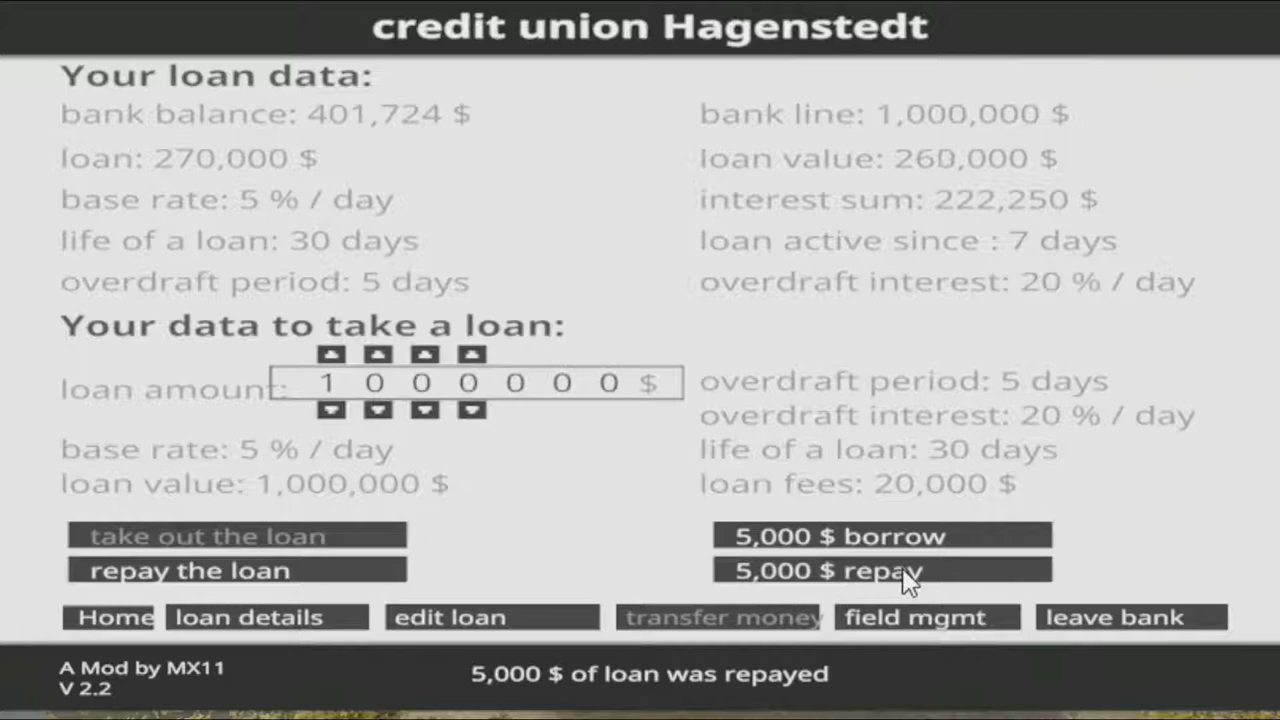 credit union Hagenstedt
Your loan data:
bank balance: 401,724 $
bank line: 1,000,000 $
loan: 270,000 $
loan value: 260,000 $
base rate: 5 % / day
interest sum: 222,250 $
life of a loan: 30 days
loan active since : 7 days
overdraft period: 5 days
overdraft interest: 20 % / day
Your data to take a loan:
loan amount: 1 0 0 0 0 0 0 $
overdraft period: 5 days
overdraft interest: 20 % / day
base rate: 5 % / day
life of a loan: 30 days
loan value: 1,000,000 $
loan fees: 20,000 $
take out the loan
5,000 $ borrow
repay the loan
5,000 $ repay
Home loan details edit loan transfer money field mgmt leave bank
A Mod by MX11
V 2.2
5,000 $ of loan was repayed